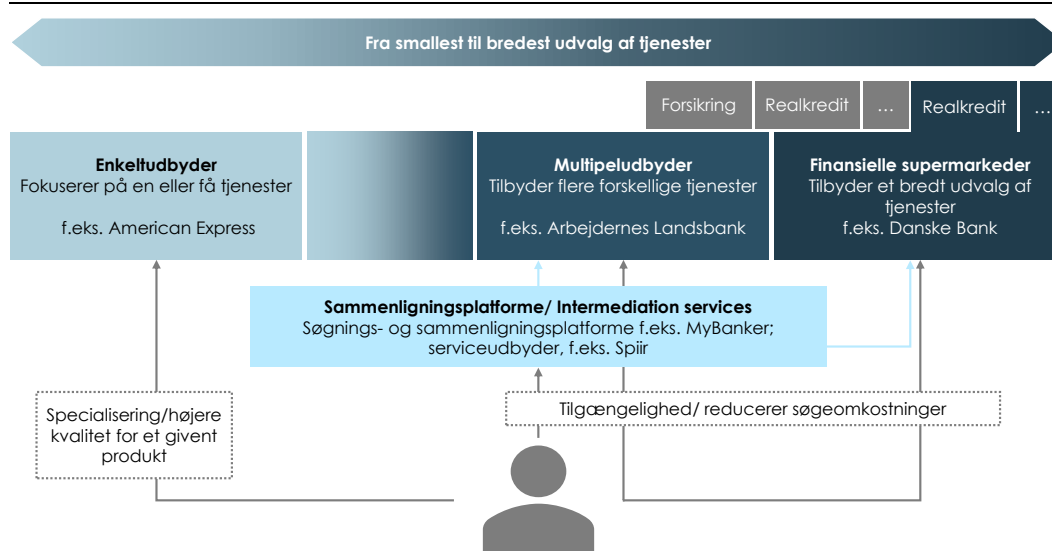 Fra smallest til bredest udvalg af tjenester
Forsikring
Realkredit
...
Realkredit
...
Enkeltudbyder
Fokuserer på en eller få tjenester
f.eks. American Express
Multipeludbyder
Tilbyder flere forskellige tjenester
f.eks. Arbejdernes Landsbank
Finansielle supermarkeder
Tilbyder et bredt udvalg af
tjenester
f.eks. Danske Bank
Sammenligningsplatforme/ Intermediation services
Søgnings- og sammenligningsplatforme f.eks. MyBanker;
serviceudbyder, f.eks. Spiir
Specialisering/højere
kvalitet for et givent
produkt
Tilgængelighed/ reducerer søgeomkostninger